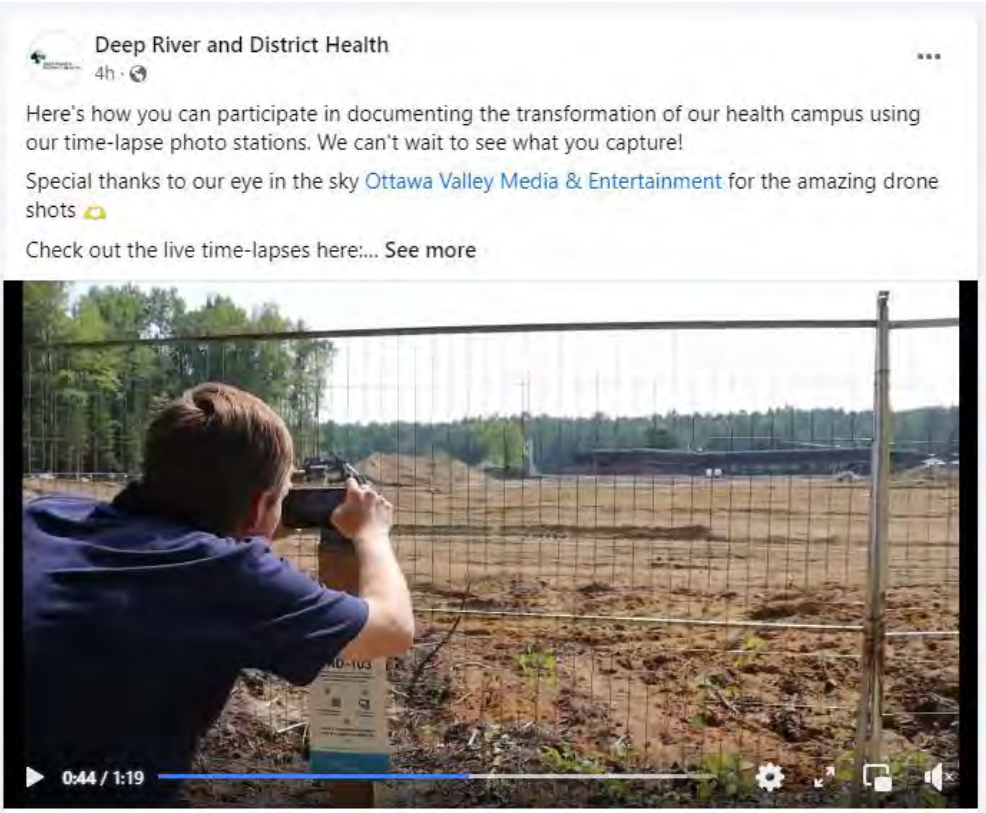 Deep River and District Health
4h ·
Here's how you can participate in documenting the transformation of our health campus using
our time-lapse photo stations. We can't wait to see what you capture!
Special thanks to our eye in the sky Ottawa Valley Media & Entertainment for the amazing drone
shots 🫶
Check out the live time-lapses here:... See more
0:44 / 1:19